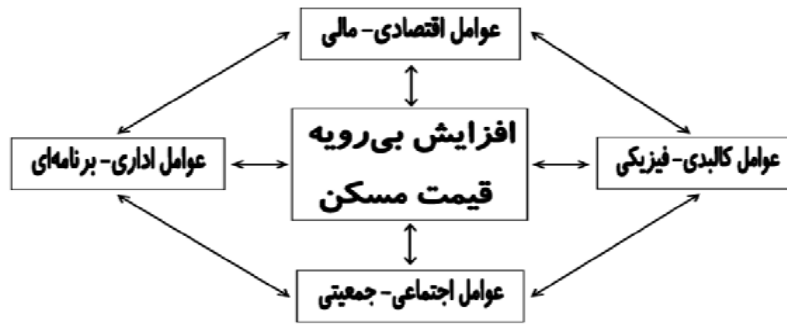 عوامل اقتصادی- مالی
افزایش بی‌رویه
قیمت مسکن
عوامل کالبدی- فیزیکی
عوامل اداری- برنامه‌ای
عوامل اجتماعی- جمعیتی